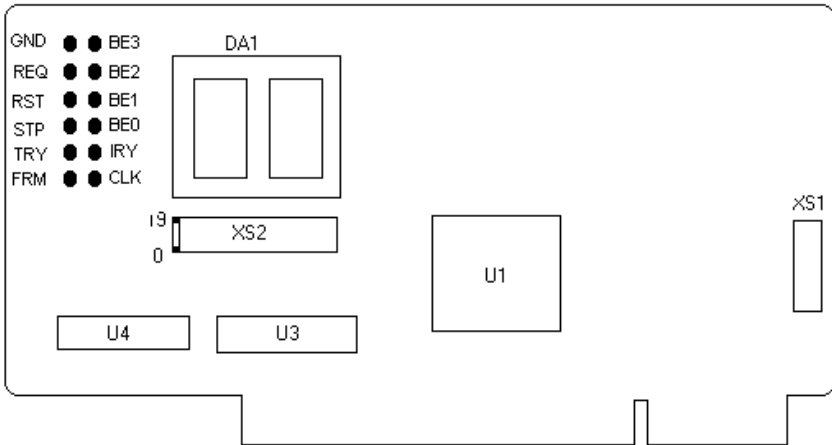 GND BE3
REQ BE2
RST BE1
STP BE0
TRY IRY
FRM CLK
DA1
19
0
XS2
XS1
U1
U4
U3